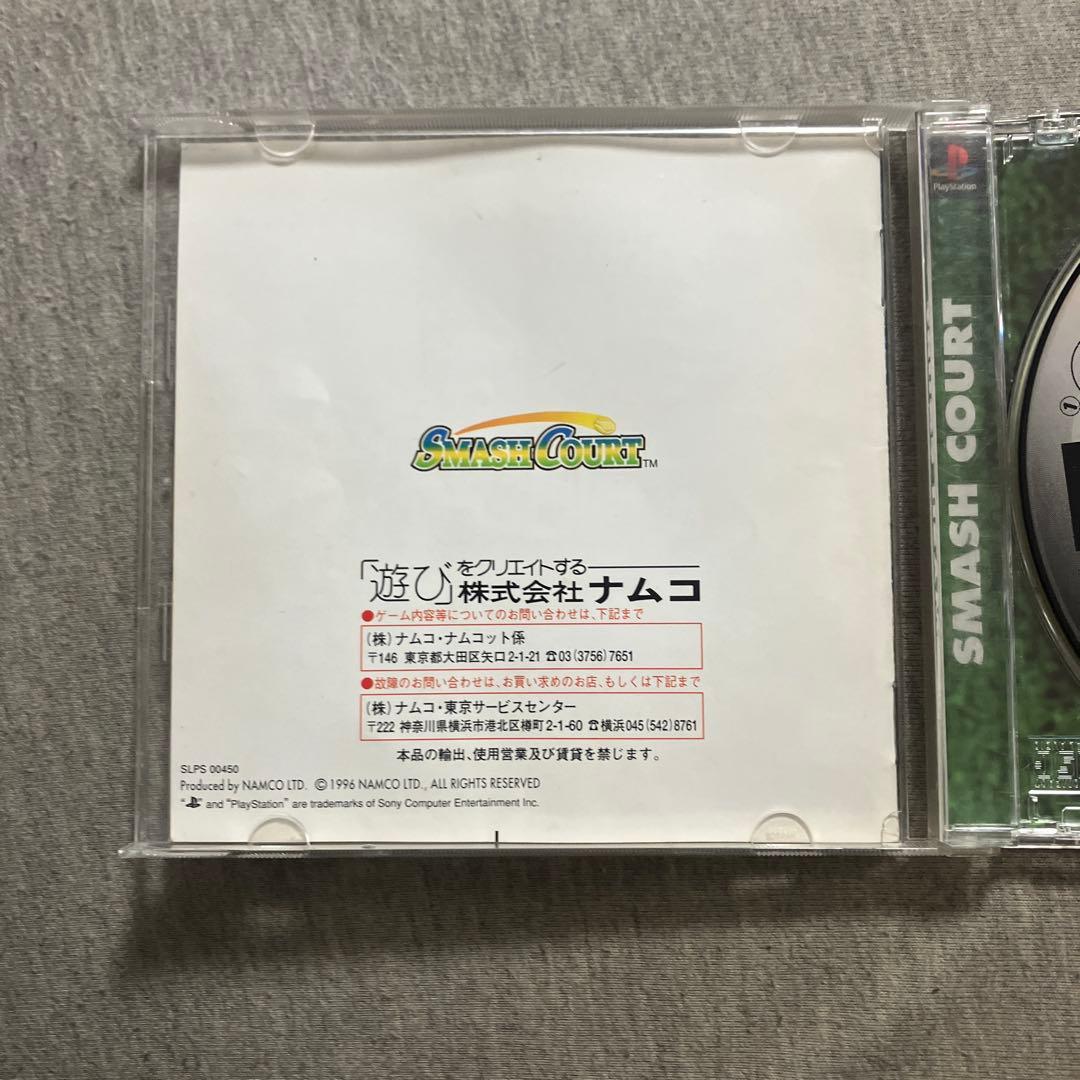 SMASH COURT™
「遊び」をクリエイトする
株式会社ナムコ
●ゲーム内容等についてのお問い合わせは、下記まで
(株)ナムコ・ナムコット係
〒146 東京都大田区矢口2-1-21 ☎03(3756)7651
●故障のお問い合わせは、お買い求めのお店、もしくは下記まで
(株)ナムコ・東京サービスセンター
〒222 神奈川県横浜市港北区樽町2-1-60 ☎横浜045(542)8761
本品の輸出、使用営業及び賃貸を禁じます。
SLPS 00450
Produced by NAMCO LTD. ©1996 NAMCO LTD., ALL RIGHTS RESERVED
" " and "PlayStation" are trademarks of Sony Computer Entertainment Inc.
PlayStation
SMASH COURT
①